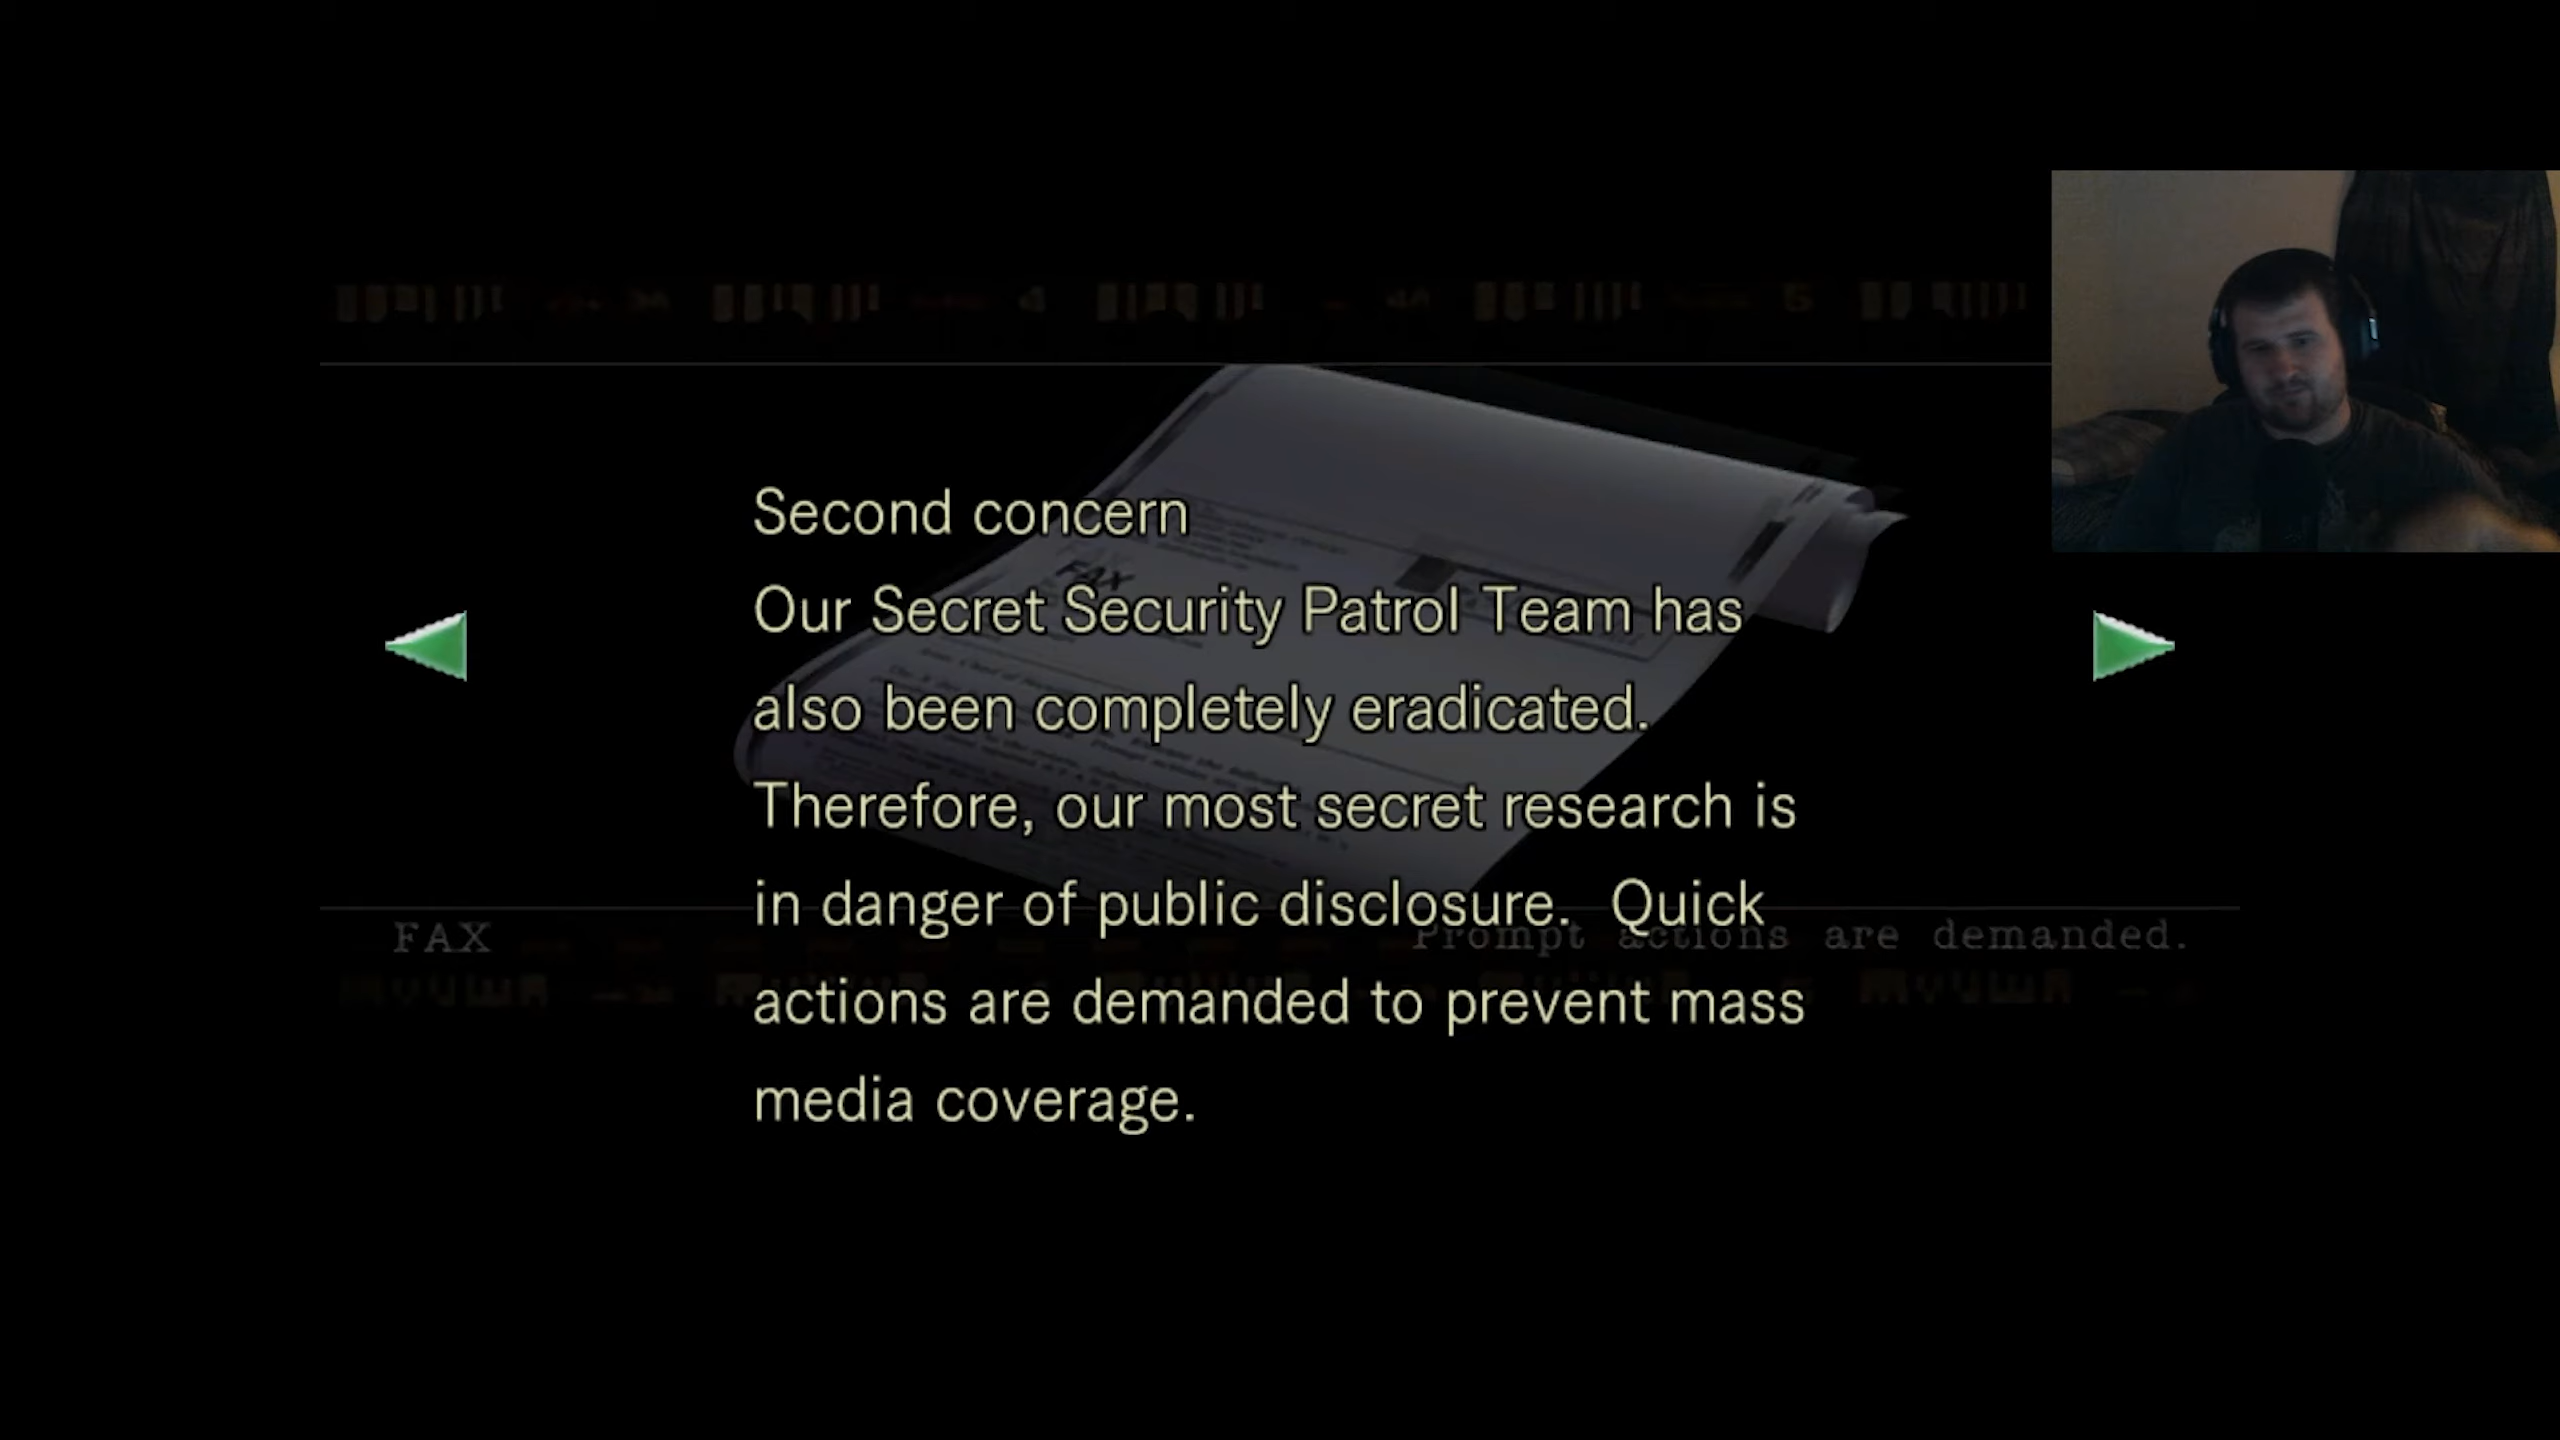 Second concern
Our Secret Security Patrol Team has
also been completely eradicated.
Therefore, our most secret research is
in danger of public disclosure.  Quick
actions are demanded to prevent mass
media coverage.
FAX
FAX
Prompt actions are demanded.